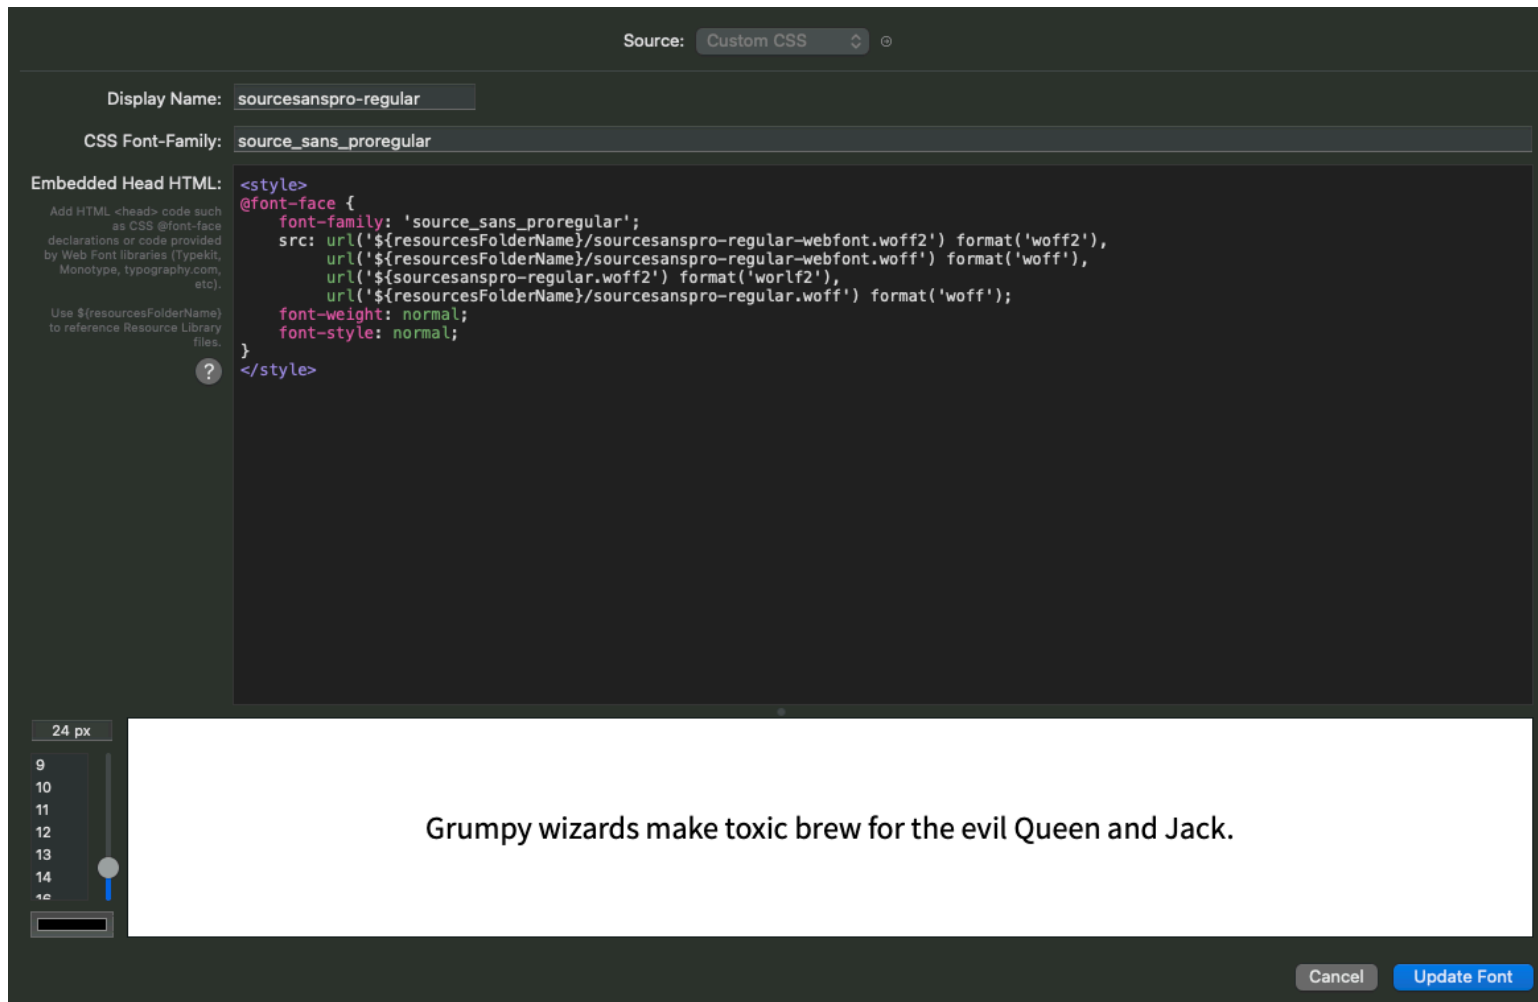 Source: Custom CSS
Display Name: sourcesanspro-regular
CSS Font-Family: source_sans_proregular
Embedded Head HTML:
Add HTML <head> code such
as CSS @font-face
declarations or code provided
by Web Font libraries (Typekit,
Monotype, typography.com,
etc).
Use ${resourcesFolderName}
to reference Resource Library
files.
?
<style>
@font-face {
    font-family: 'source_sans_proregular';
    src: url('${resourcesFolderName}/sourcesanspro-regular-webfont.woff2') format('woff2'),
         url('${resourcesFolderName}/sourcesanspro-regular-webfont.woff') format('woff'),
         url('${sourcesanspro-regular.woff2') format('worlf2'),
         url('${resourcesFolderName}/sourcesanspro-regular.woff') format('woff');
    font-weight: normal;
    font-style: normal;
}
</style>
24 px
9
10
11
12
13
14
16
Grumpy wizards make toxic brew for the evil Queen and Jack.
Cancel Update Font